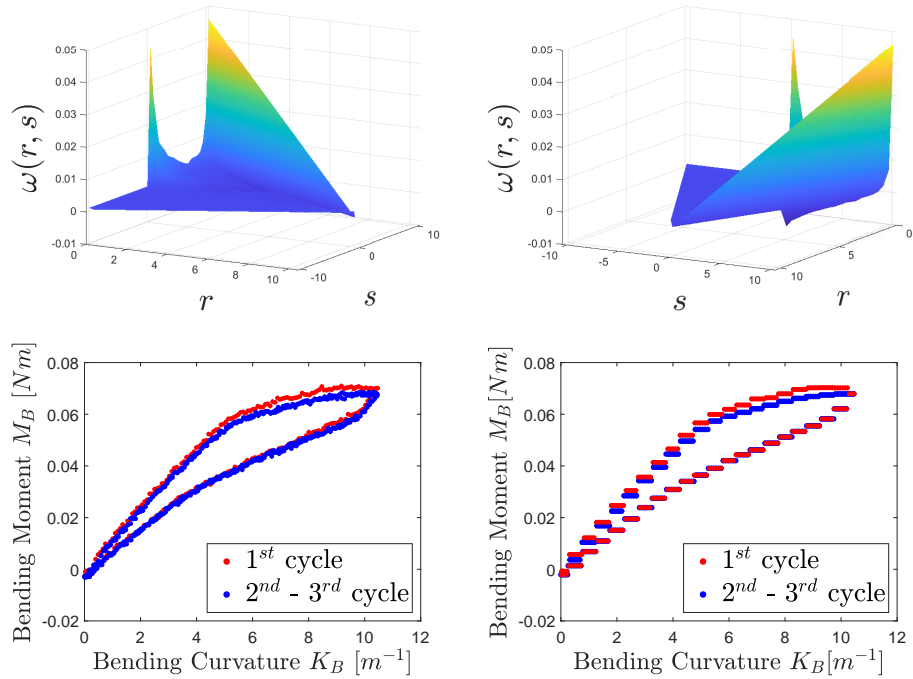 0.05
0.04
0.03
0.02
0.01
0
-0.01
ω(r, s)
0
2
4
6
8
10
r
-10
0
10
s
0.05
0.04
0.03
0.02
0.01
0
-0.01
ω(r, s)
-10
-5
0
5
10
s
10
5
0
r
0.08
0.06
0.04
0.02
0
-0.02
Bending Moment M_B [Nm]
1^{st} cycle
2^{nd} - 3^{rd} cycle
0 2 4 6 8 10 12
Bending Curvature K_B [m^{-1}]
0.08
0.06
0.04
0.02
0
-0.02
Bending Moment M_B[Nm]
1^{st} cycle
2^{nd} - 3^{rd} cycle
0 2 4 6 8 10 12
Bending Curvature K_B[m^{-1}]